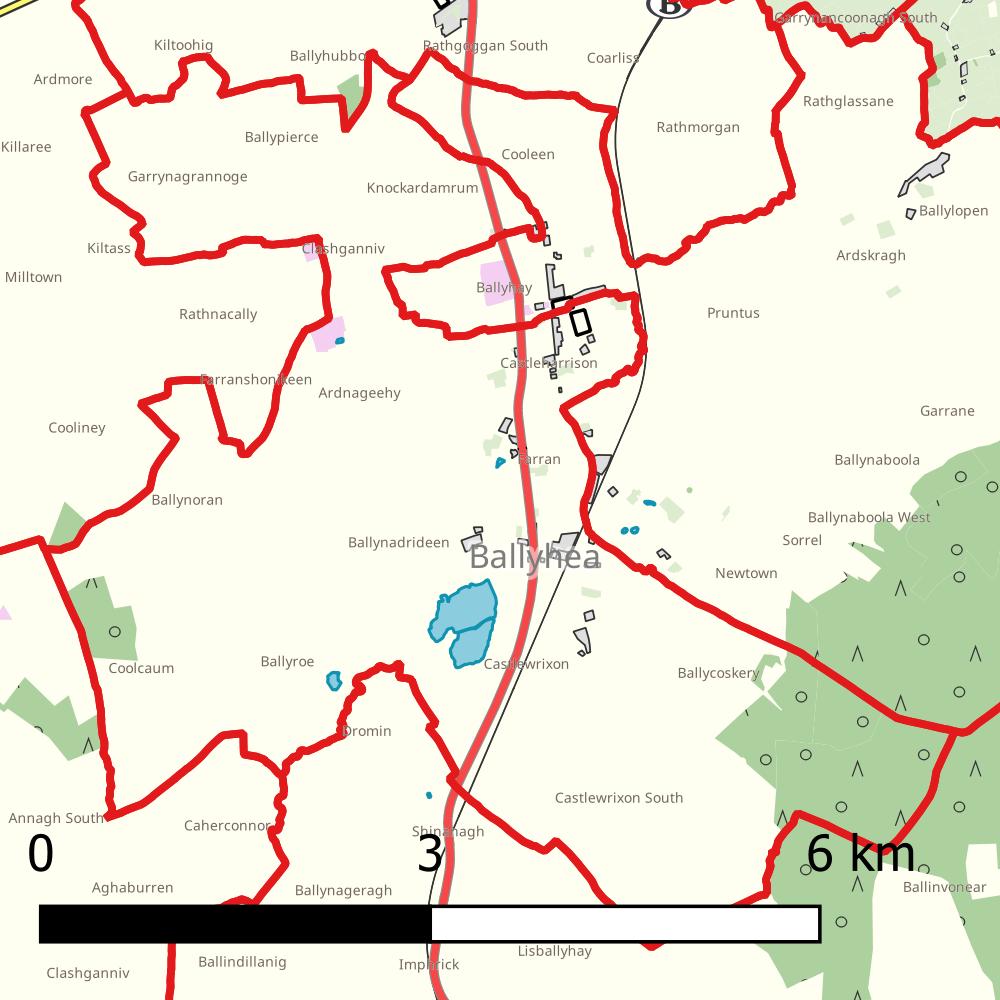 B
Garrynancoonagh South
Kiltoohig
Rathgoggan South
Ballyhubbo
Coarliss
Ardmore
Rathglassane
Ballypierce
Rathmorgan
Killaree
Cooleen
Garrynagrannoge
Knockardamrum
Ballylopen
Kiltass
Clashganniv
Ardskragh
Milltown
Ballyhay
Rathnacally
Pruntus
Castleharrison
Farranshonikeen
Ardnageehy
Garrane
Cooliney
Farran
Ballynaboola
Ballynoran
Ballynaboola West
Ballynadrideen
Sorrel
Ballyhea
Newtown
Ballyroe
Castlewrixon
Coolcaum
Ballycoskery
Dromin
Castlewrixon South
Annagh South
Caherconnor
Shinanagh
0 3 6 km
Aghaburren
Ballynageragh
Ballinvonear
Lisballyhay
Ballindillanig
Imphrick
Clashganniv